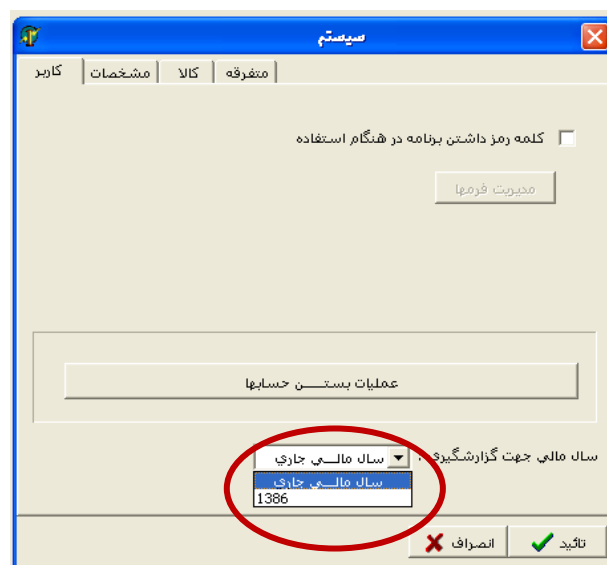 سیستم
کاربر
مشخصات
کالا
متفرقه
کلمه رمز داشتن برنامه در هنگام استفاده
مدیریت فرمها
عملیات بستـــن حسابها
سال مالي جهت گزارشگیري :
سال مالـــي جاري
سال مالـــي جاري
1386
تائید
انصراف